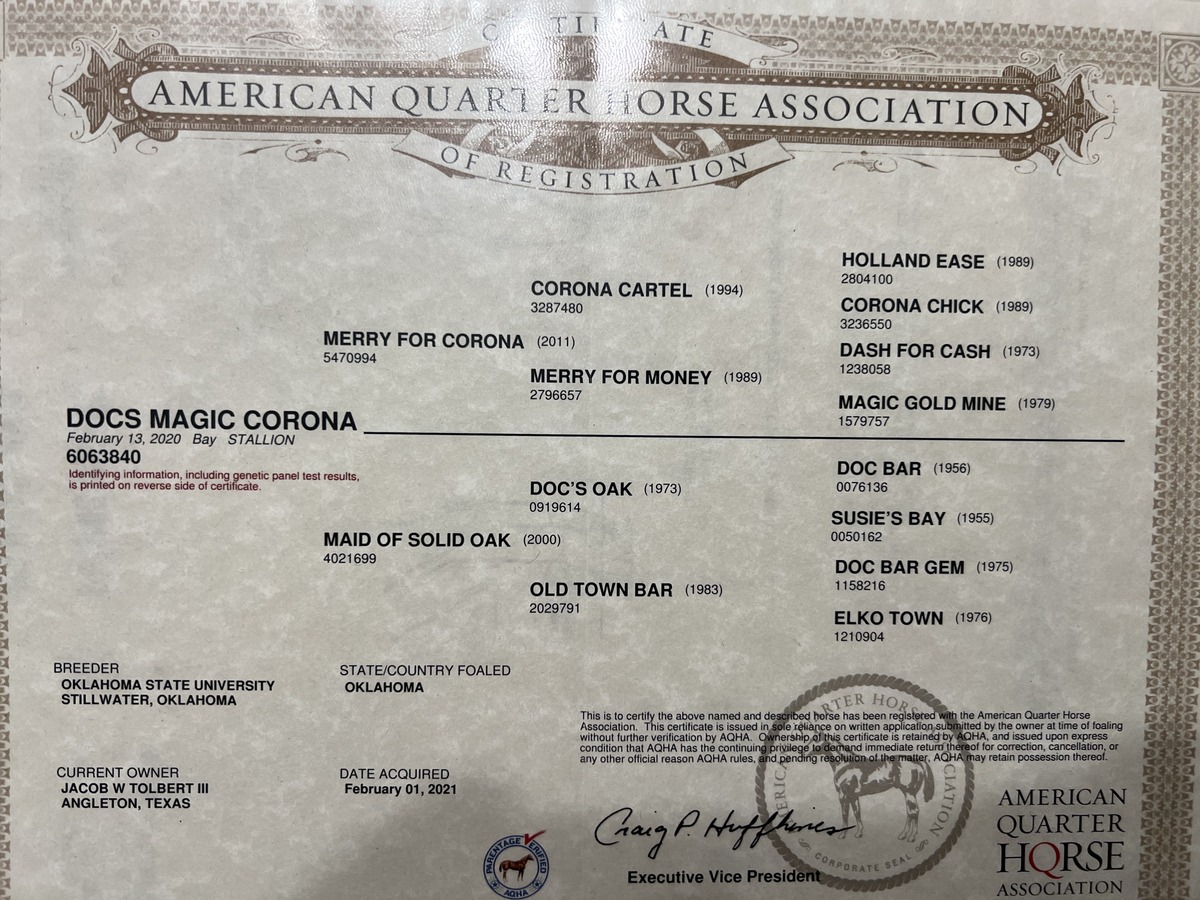 AMERICAN QUARTER HORSE ASSOCIATION
OF REGISTRATION
HOLLAND EASE (1989)
2804100
CORONA CARTEL (1994)
3287480
CORONA CHICK (1989)
3236550
MERRY FOR CORONA (2011)
5470994
DASH FOR CASH (1973)
1238058
MERRY FOR MONEY (1989)
2796657
MAGIC GOLD MINE (1979)
1579757
DOCS MAGIC CORONA
February 13, 2020 Bay STALLION
6063840
Identifying information, including genetic panel test results,
is printed on reverse side of certificate.
DOC BAR (1956)
0076136
DOC'S OAK (1973)
0919614
SUSIE'S BAY (1955)
0050162
MAID OF SOLID OAK (2000)
4021699
DOC BAR GEM (1975)
1158216
OLD TOWN BAR (1983)
2029791
ELKO TOWN (1976)
1210904
BREEDER
OKLAHOMA STATE UNIVERSITY
STILLWATER, OKLAHOMA
STATE/COUNTRY FOALED
OKLAHOMA
CURRENT OWNER
JACOB W TOLBERT III
ANGLETON, TEXAS
DATE ACQUIRED
February 01, 2021
This is to certify the above named and described horse has been registered with the American Quarter Horse
Association. This certificate is issued in sole reliance on written application submitted by the owner at time of foaling
without further verification by AQHA. Ownership of this certificate is retained by AQHA, and issued upon express
condition that AQHA has the continuing privilege to demand immediate return thereof for correction, cancellation, or
any other official reason AQHA rules, and pending resolution of the matter, AQHA may retain possession thereof.
Craig P. Huffhines
Executive Vice President
PARENTAGE VERIFIED
AQHA
CORPORATE SEAL
AMERICAN
QUARTER
HORSE
ASSOCIATION